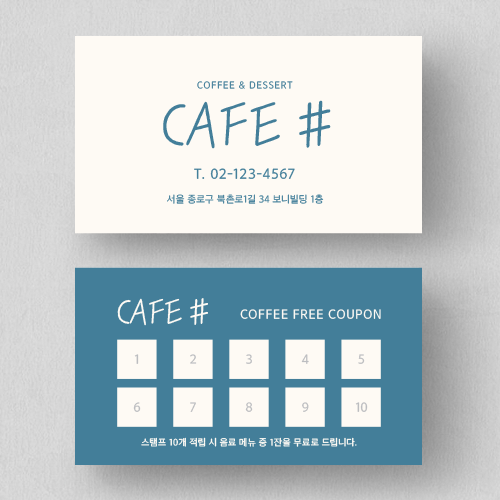 COFFEE & DESSERT
CAFE #
T. 02-123-4567
서울 종로구 북촌로1길 34 보니빌딩 1층
CAFE #
COFFEE FREE COUPON
1 2 3 4 5
6 7 8 9 10
스탬프 10개 적립 시 음료 메뉴 중 1잔을 무료로 드립니다.